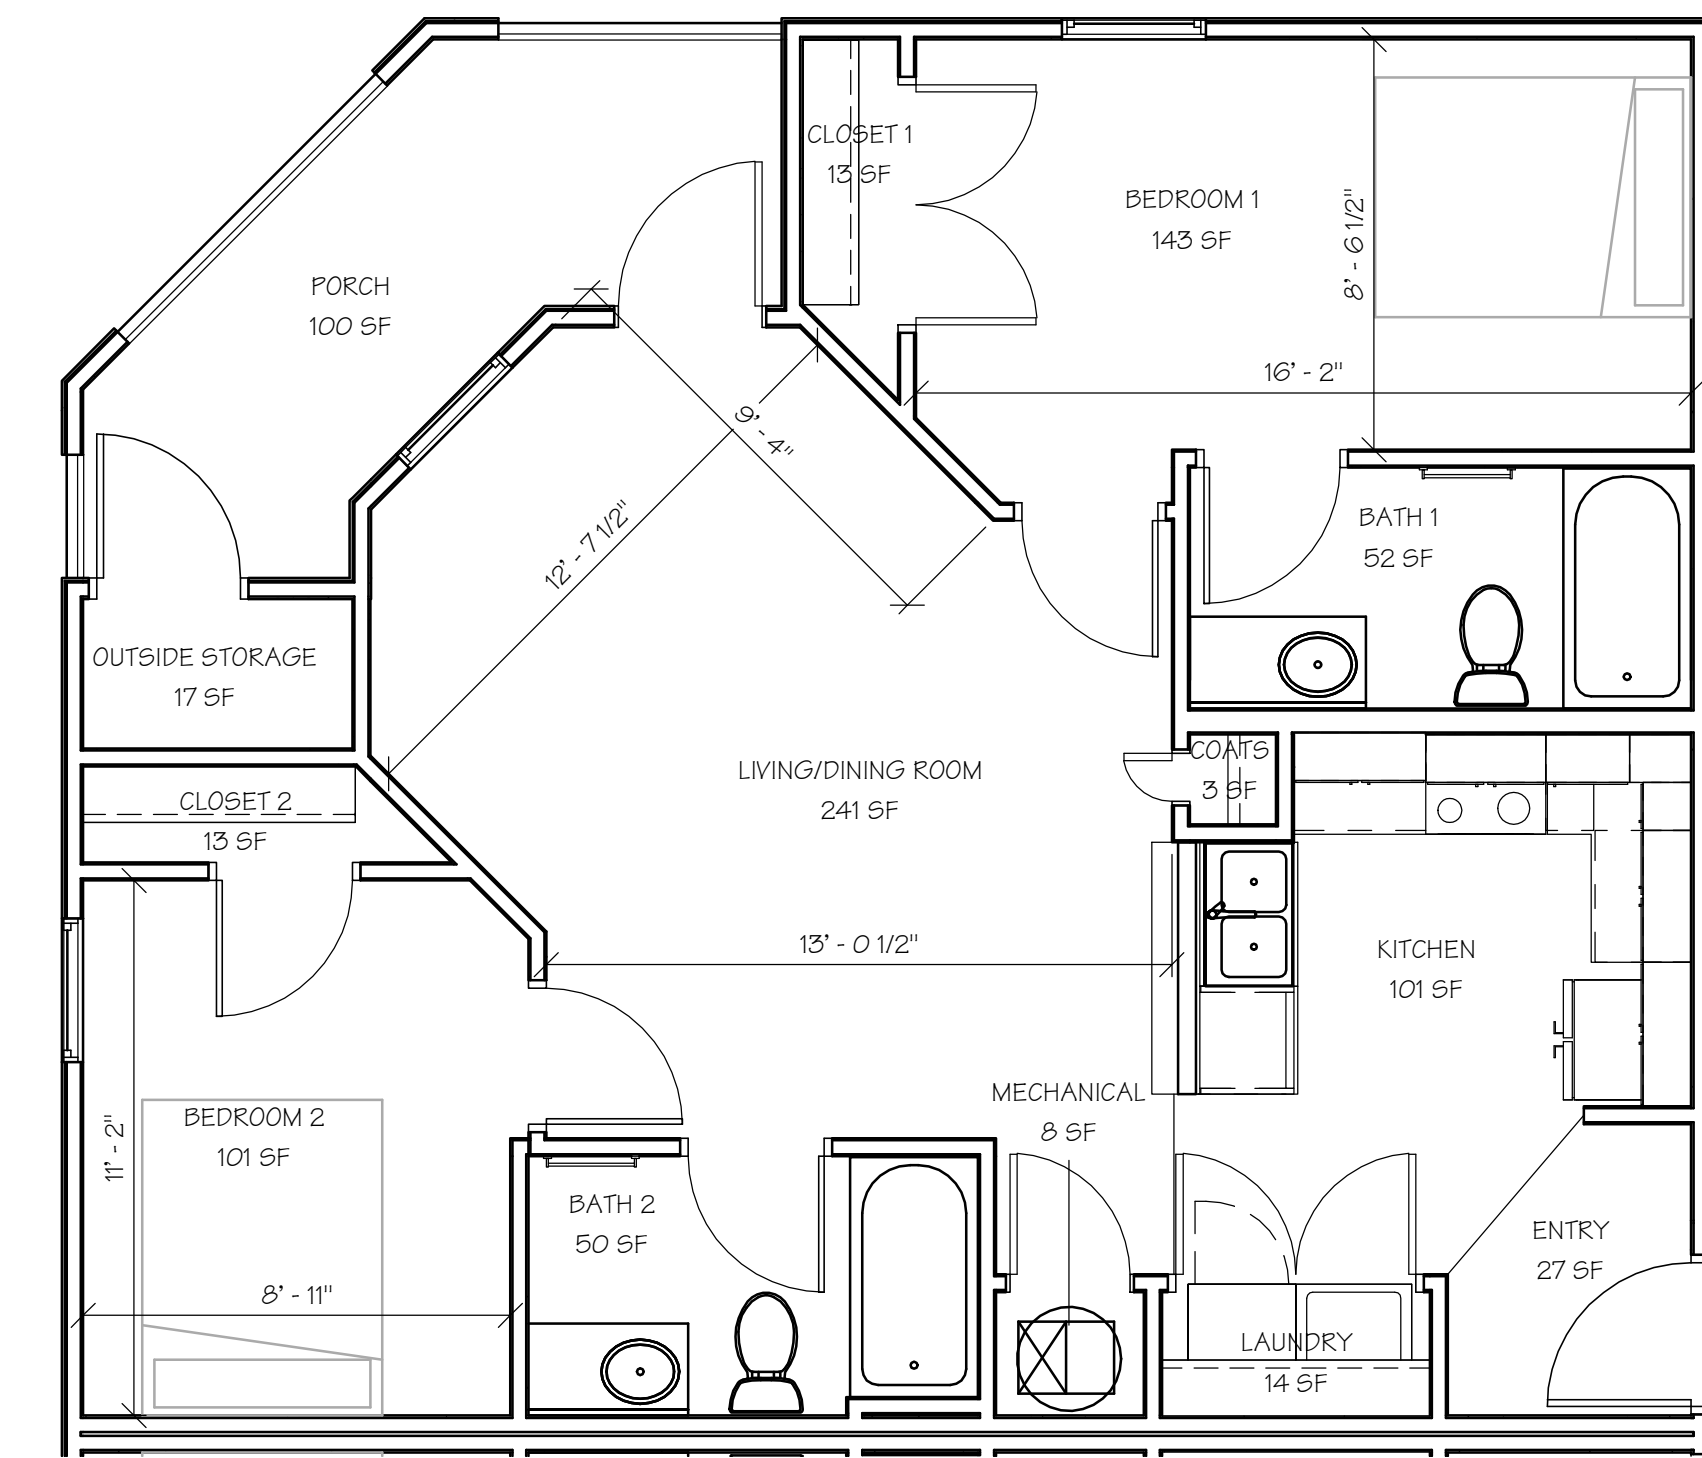 CLOSET 1
13 SF
BEDROOM 1
143 SF
8' - 6 1/2"
16' - 2"
PORCH
100 SF
9' - 4"
12' - 7 1/2"
BATH 1
52 SF
OUTSIDE STORAGE
17 SF
LIVING/DINING ROOM
241 SF
COATS
3 SF
CLOSET 2
13 SF
13' - 0 1/2"
KITCHEN
101 SF
MECHANICAL
8 SF
BEDROOM 2
101 SF
11' - 2"
8' - 11"
BATH 2
50 SF
ENTRY
27 SF
LAUNDRY
14 SF